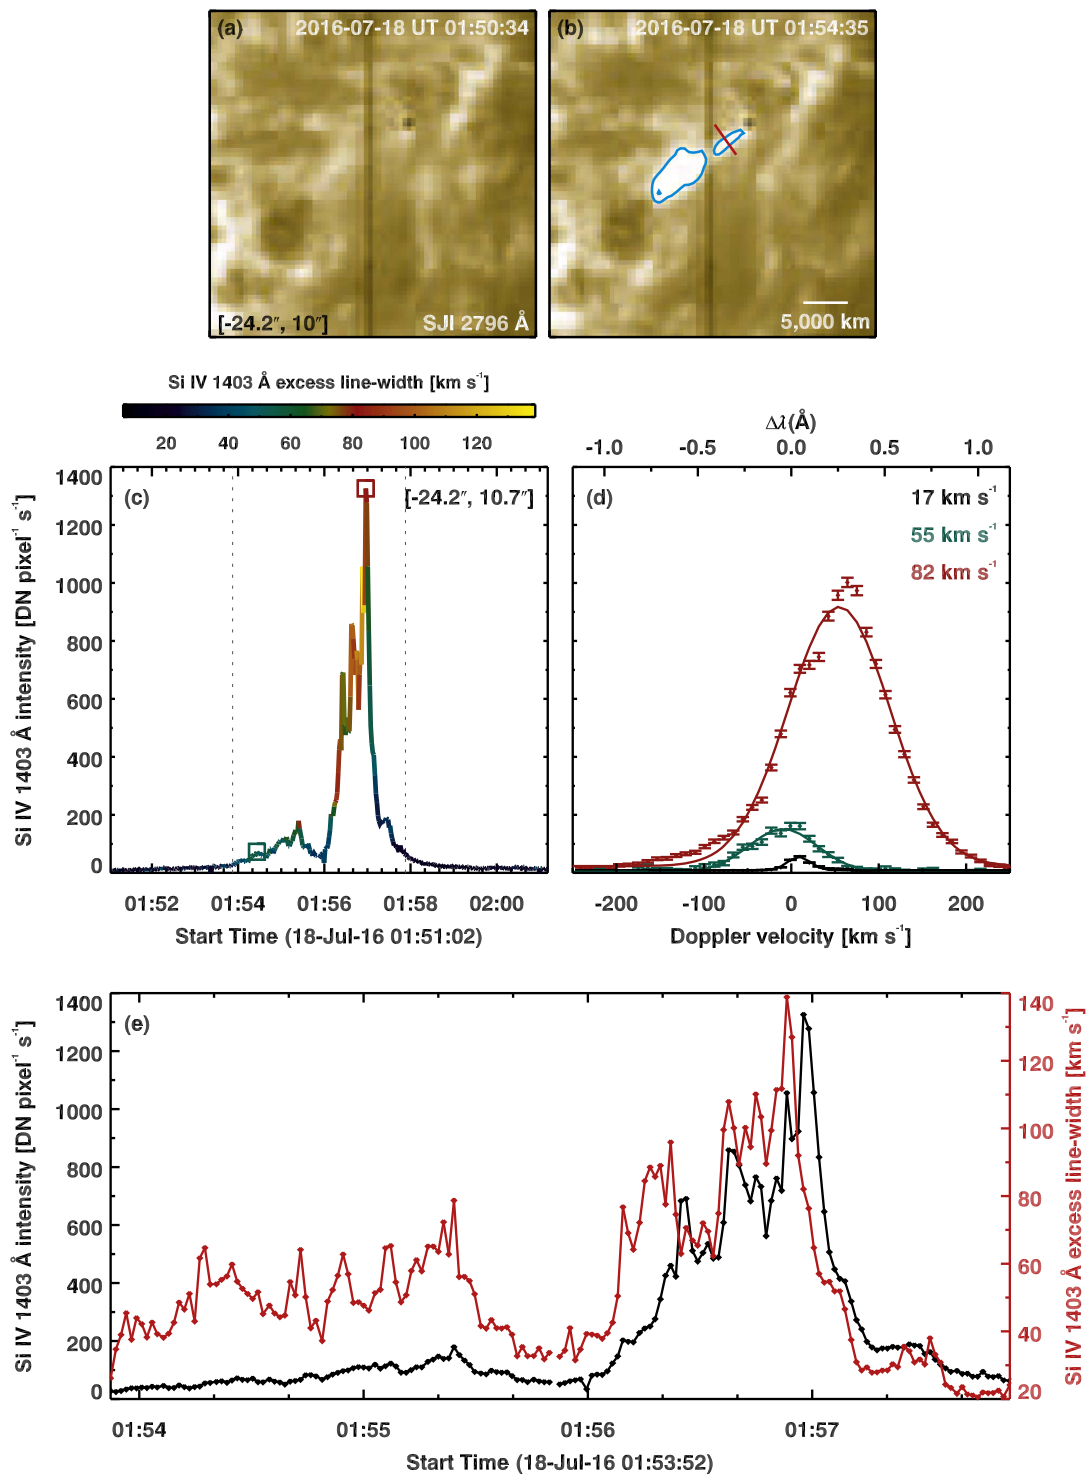 (a) 2016-07-18 UT 01:50:34
[-24.2″, 10″] SJI 2796 Å
(b) 2016-07-18 UT 01:54:35
5,000 km
Si IV 1403 Å excess line-width [km s⁻¹]
20 40 60 80 100 120
(c) [-24.2″, 10.7″]
Si IV 1403 Å intensity [DN pixel⁻¹ s⁻¹]
1400
1200
1000
800
600
400
200
0
01:52 01:54 01:56 01:58 02:00
Start Time (18-Jul-16 01:51:02)
Δλ(Å)
-1.0 -0.5 0.0 0.5 1.0
(d) 17 km s⁻¹
55 km s⁻¹
82 km s⁻¹
-200 -100 0 100 200
Doppler velocity [km s⁻¹]
(e)
Si IV 1403 Å intensity [DN pixel⁻¹ s⁻¹]
1400
1200
1000
800
600
400
200
0
140
120
100
80
60
40
20
Si IV 1403 Å excess line-width [km s⁻¹]
01:54 01:55 01:56 01:57
Start Time (18-Jul-16 01:53:52)